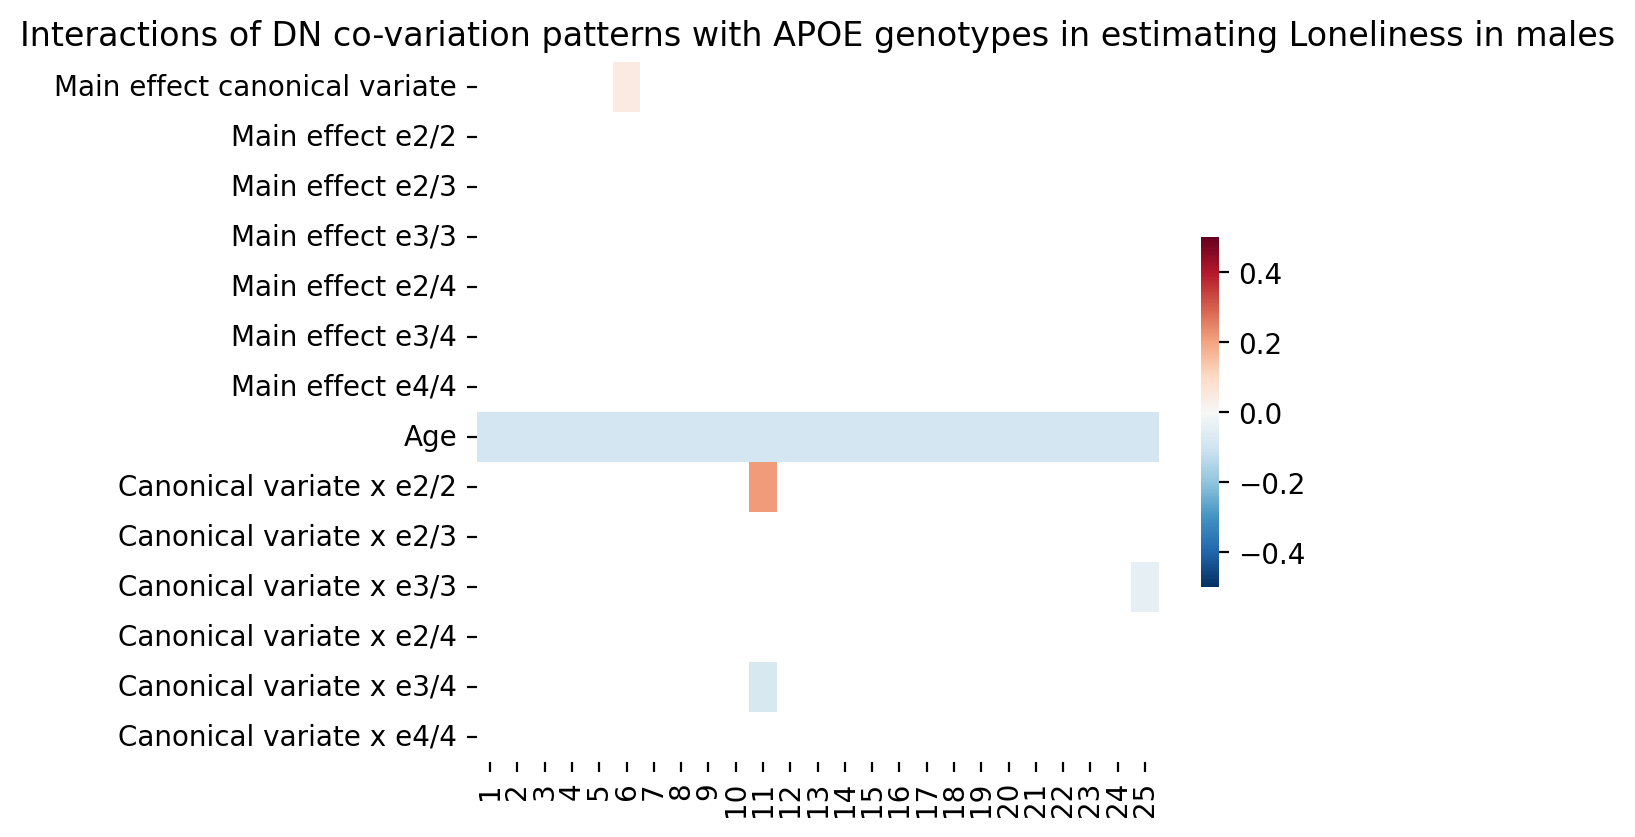 Interactions of DN co-variation patterns with APOE genotypes in estimating Loneliness in males
Main effect canonical variate
Main effect e2/2
Main effect e2/3
Main effect e3/3
Main effect e2/4
Main effect e3/4
Main effect e4/4
Age
Canonical variate x e2/2
Canonical variate x e2/3
Canonical variate x e3/3
Canonical variate x e2/4
Canonical variate x e3/4
Canonical variate x e4/4
1
2
3
4
5
6
7
8
9
10
11
12
13
14
15
16
17
18
19
20
21
22
23
24
25
0.4
0.2
0.0
−0.2
−0.4